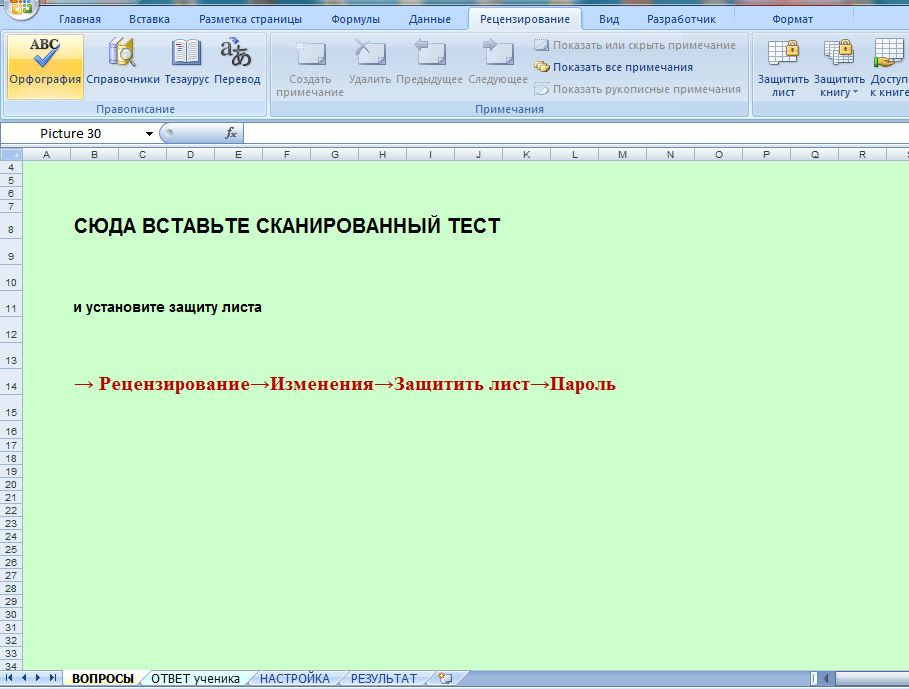 Главная Вставка Разметка страницы Формулы Данные Рецензирование Вид Разработчик Формат
ABC
Орфография Справочники Тезаурус Перевод
Правописание
Создать примечание Удалить Предыдущее Следующее
Показать или скрыть примечание
Показать все примечания
Показать рукописные примечания
Примечания
Защитить лист Защитить книгу Доступ к книге
Picture 30 fx
A B C D E F G H I J K L M N O P Q R
4
5
6
7
8 СЮДА ВСТАВЬТЕ СКАНИРОВАННЫЙ ТЕСТ
9
10
11 и установите защиту листа
12
13
14 → Рецензирование→Изменения→Защитить лист→Пароль
15
16
17
18
19
20
21
22
23
24
25
26
27
28
29
30
31
32
33
34
ВОПРОСЫ ОТВЕТ ученика НАСТРОЙКА РЕЗУЛЬТАТ